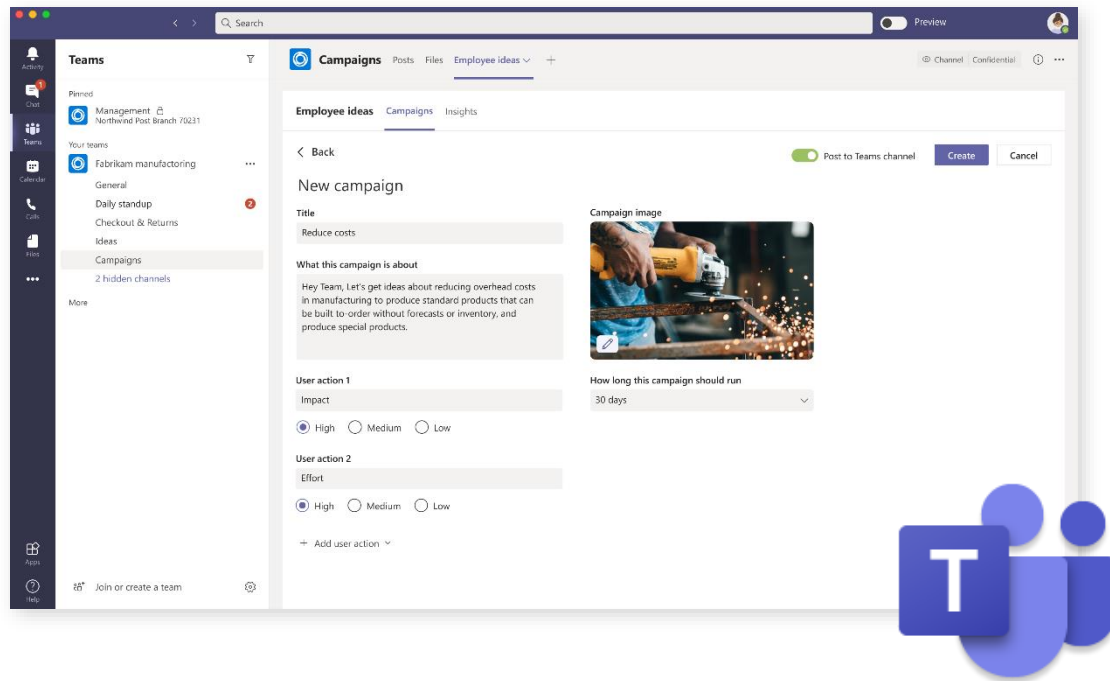 Search
Preview
Activity
Chat
1
Teams
Calendar
Calls
Files
Apps
Help
Teams
Pinned
Management
Northwind Post Branch 70231
Your teams
Fabrikam manufactoring
General
Daily standup
2
Checkout & Returns
Ideas
Campaigns
2 hidden channels
More
Join or create a team
Campaigns Posts Files Employee ideas +
Channel Confidential
Employee ideas Campaigns Insights
Back
Post to Teams channel Create Cancel
New campaign
Title
Reduce costs
What this campaign is about
Hey Team, Let's get ideas about reducing overhead costs
in manufacturing to produce standard products that can
be built to-order without forecasts or inventory, and
produce special products.
User action 1
Impact
High Medium Low
User action 2
Effort
High Medium Low
+ Add user action
Campaign image
How long this campaign should run
30 days
T